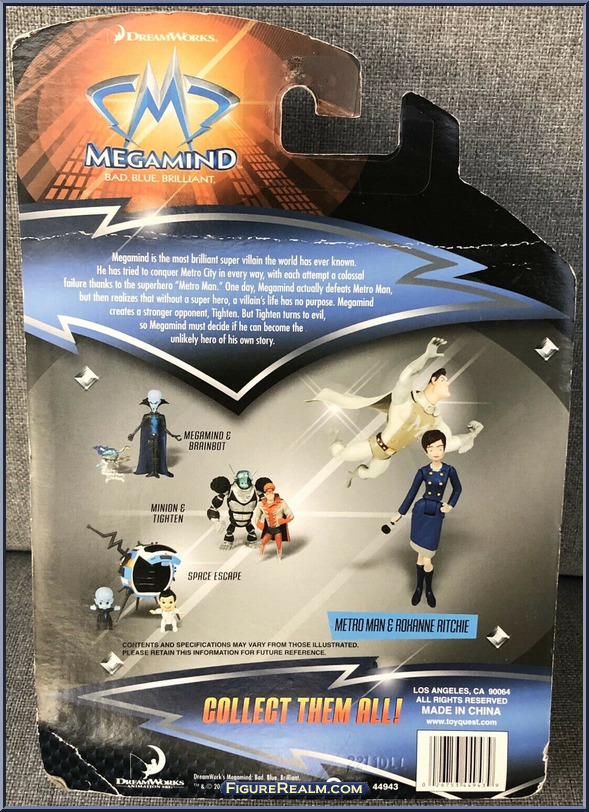 DREAMWORKS
MEGAMIND
BAD. BLUE. BRILLIANT.
Megamind is the most brilliant super villain the world has ever known.
He has tried to conquer Metro City in every way, with each attempt a colossal
failure thanks to the superhero "Metro Man." One day, Megamind actually defeats Metro Man,
but then realizes that without a super hero, a villain's life has no purpose. Megamind
creates a stronger opponent, Tighten. But Tighten turns to evil,
so Megamind must decide if he can become the
unlikely hero of his own story.
MEGAMIND &
BRAINBOT
MINION &
TIGHTEN
SPACE ESCAPE
METRO MAN & ROXANNE RITCHIE
CONTENTS AND SPECIFICATIONS MAY VARY FROM THOSE ILLUSTRATED.
PLEASE RETAIN THIS INFORMATION FOR FUTURE REFERENCE.
COLLECT THEM ALL!
LOS ANGELES, CA 90064
ALL RIGHTS RESERVED
MADE IN CHINA
www.toyquest.com
DREAMWORKS
ANIMATION SKG
DreamWork's Megamind: Bad. Blue. Brilliant.
& ©
44943
FIGUREREALM.COM